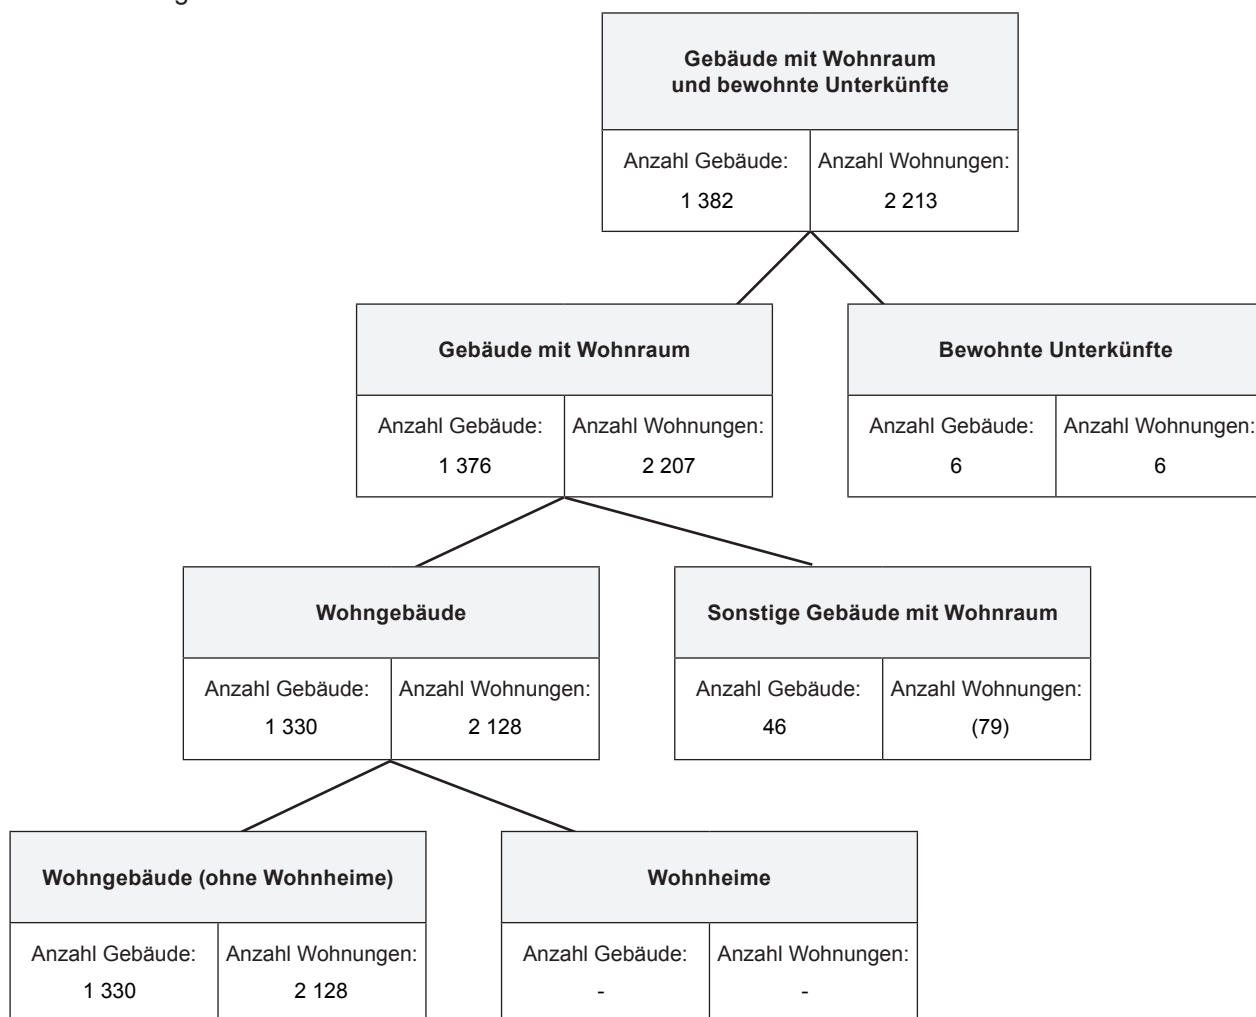 Gebäude mit Wohnraum
und bewohnte Unterkünfte
Anzahl Gebäude: Anzahl Wohnungen:
1 382 2 213
Gebäude mit Wohnraum Bewohnte Unterkünfte
Anzahl Gebäude: Anzahl Wohnungen: Anzahl Gebäude: Anzahl Wohnungen:
1 376 2 207 6 6
Wohngebäude Sonstige Gebäude mit Wohnraum
Anzahl Gebäude: Anzahl Wohnungen: Anzahl Gebäude: Anzahl Wohnungen:
1 330 2 128 46 (79)
Wohngebäude (ohne Wohnheime) Wohnheime
Anzahl Gebäude: Anzahl Wohnungen: Anzahl Gebäude: Anzahl Wohnungen:
1 330 2 128 - -